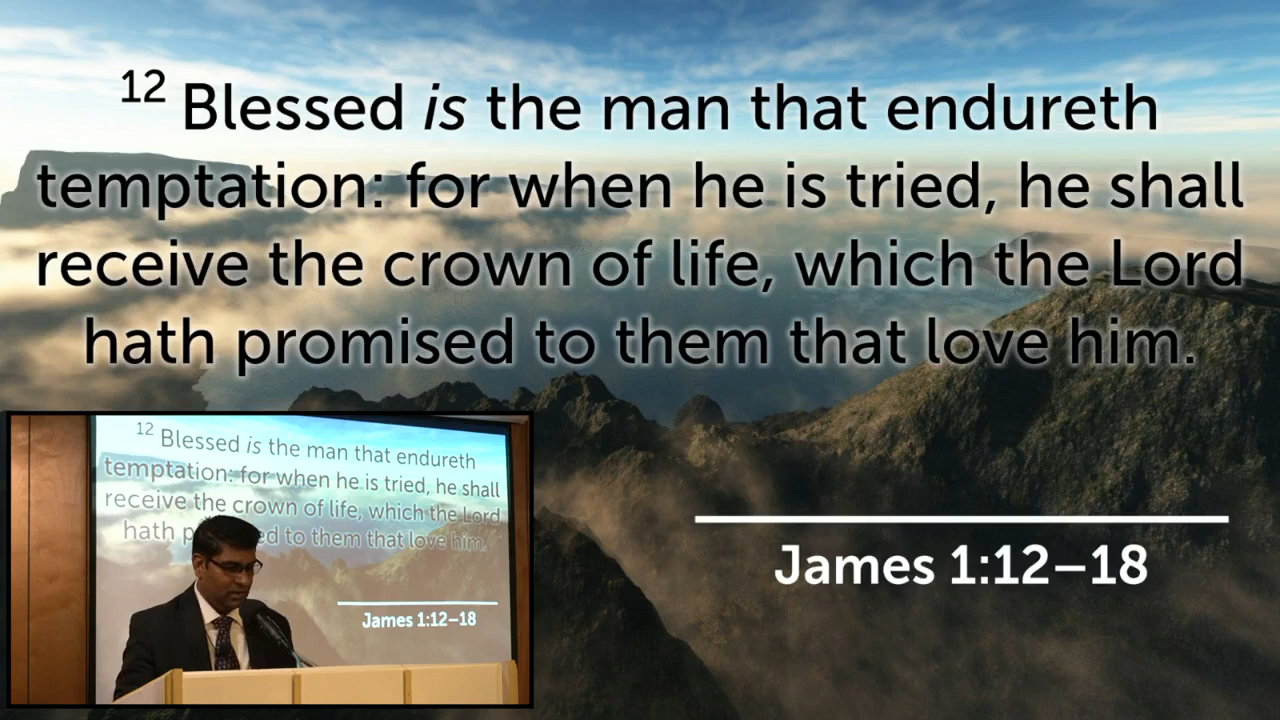 12 Blessed is the man that endureth
temptation: for when he is tried, he shall
receive the crown of life, which the Lord
hath promised to them that love him.
James 1:12–18
12 Blessed is the man that endureth
temptation: for when he is tried, he shall
receive the crown of life, which the Lord
hath p ed to them that love him.
James 1:12–18